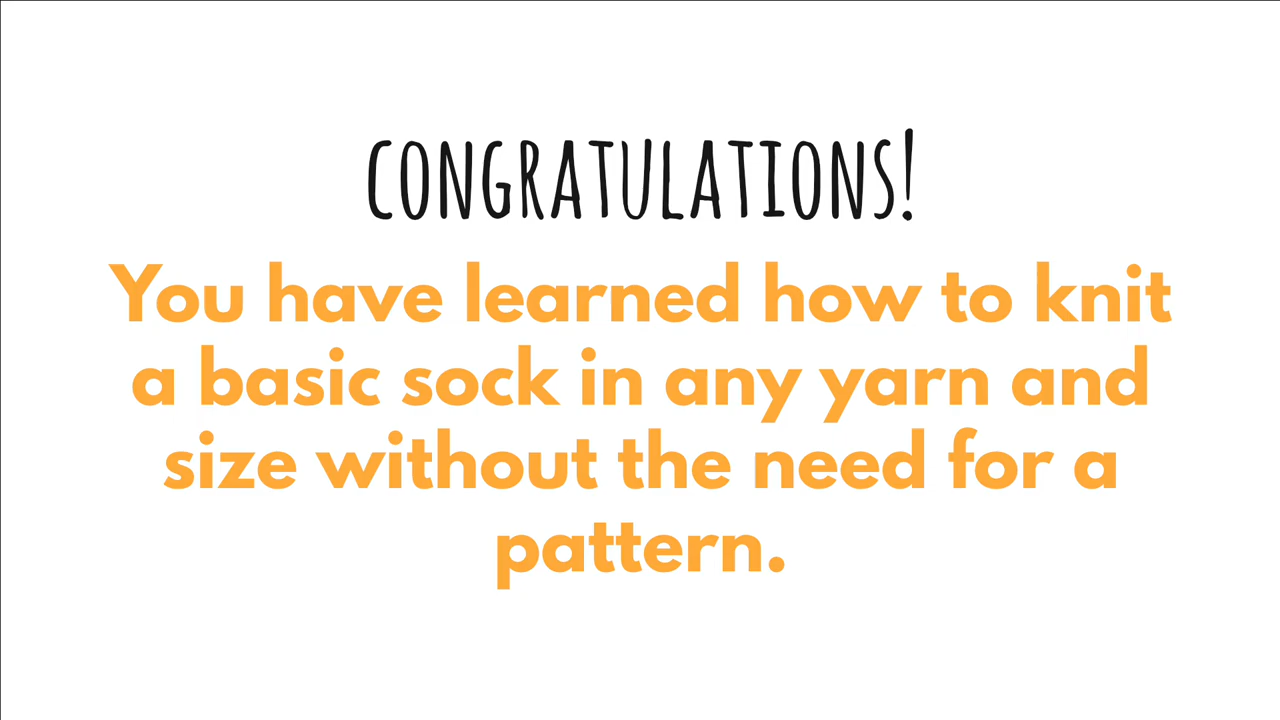 CONGRATULATIONS!
You have learned how to knit
a basic sock in any yarn and
size without the need for a
pattern.